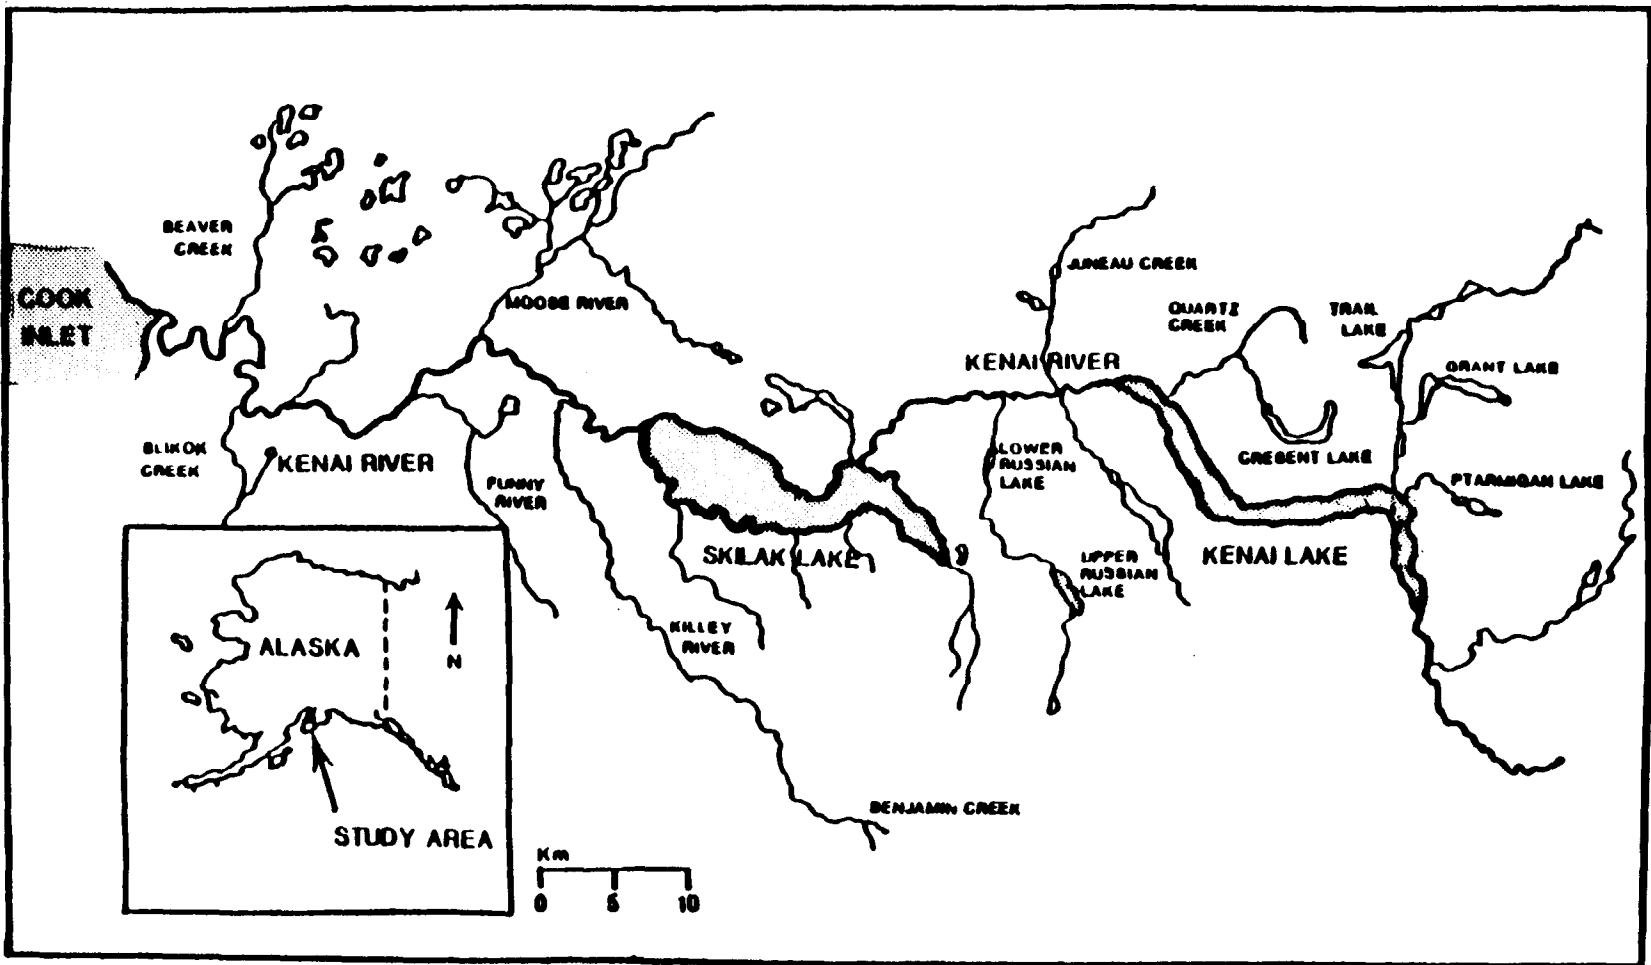 BEAVER
CREEK
COOK
INLET
MOOSE RIVER
JUNEAU CREEK
QUARTZ
CREEK
TRAIL
LAKE
KENAI RIVER
GRANT LAKE
SLIKOK
CREEK
KENAI RIVER
FUNNY
RIVER
LOWER
RUSSIAN
LAKE
CRESENT LAKE
PTARMIGAN LAKE
SKILAK LAKE
UPPER
RUSSIAN
LAKE
KENAI LAKE
KILLEY
RIVER
BENJAMIN CREEK
ALASKA
N
STUDY AREA
Km
0 5 10